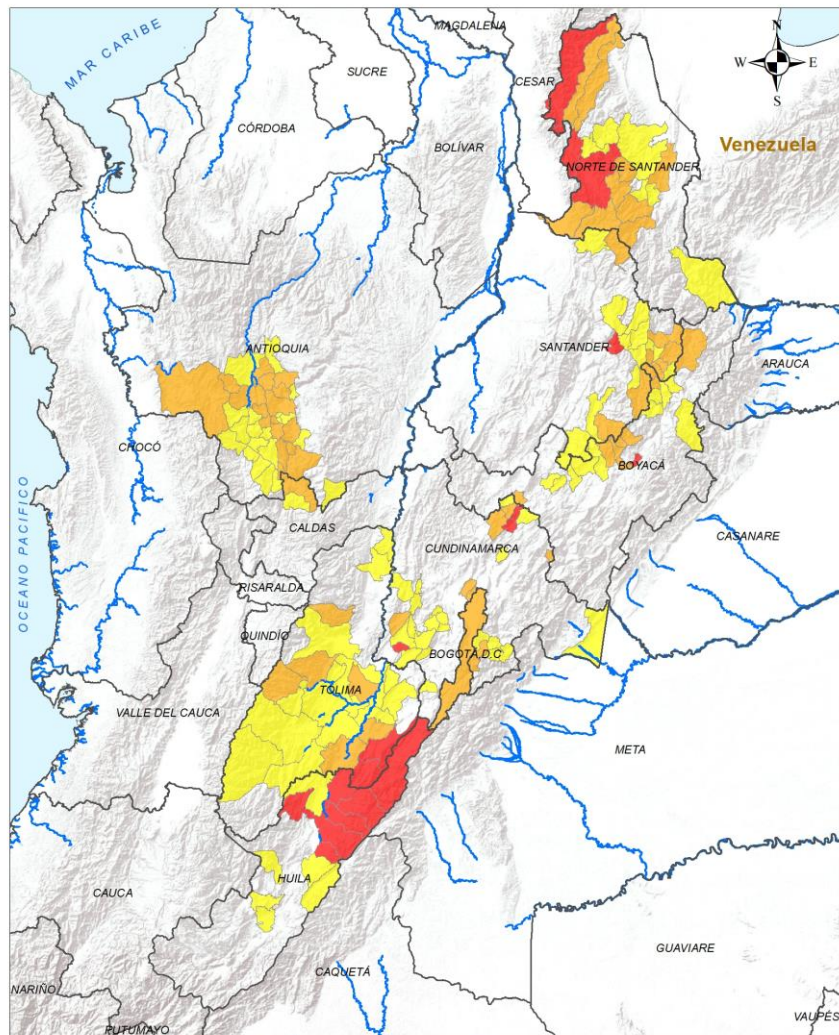 MAGDALENA
MAR CARIBE
N
W E
S
SUCRE
CESAR
CÓRDOBA
BOLÍVAR
Venezuela
NORTE DE SANTANDER
ANTIOQUIA
SANTANDER
ARAUCA
CHOCÓ
BOYACÁ
CALDAS
CUNDINAMARCA
CASANARE
OCEANO PACIFICO
RISARALDA
QUINDÍO
BOGOTÁ,D.C
TOLIMA
VALLE DEL CAUCA
META
HUILA
CAUCA
GUAVIARE
CAQUETÁ
NARIÑO
PUTUMAYO
VAUPÉS